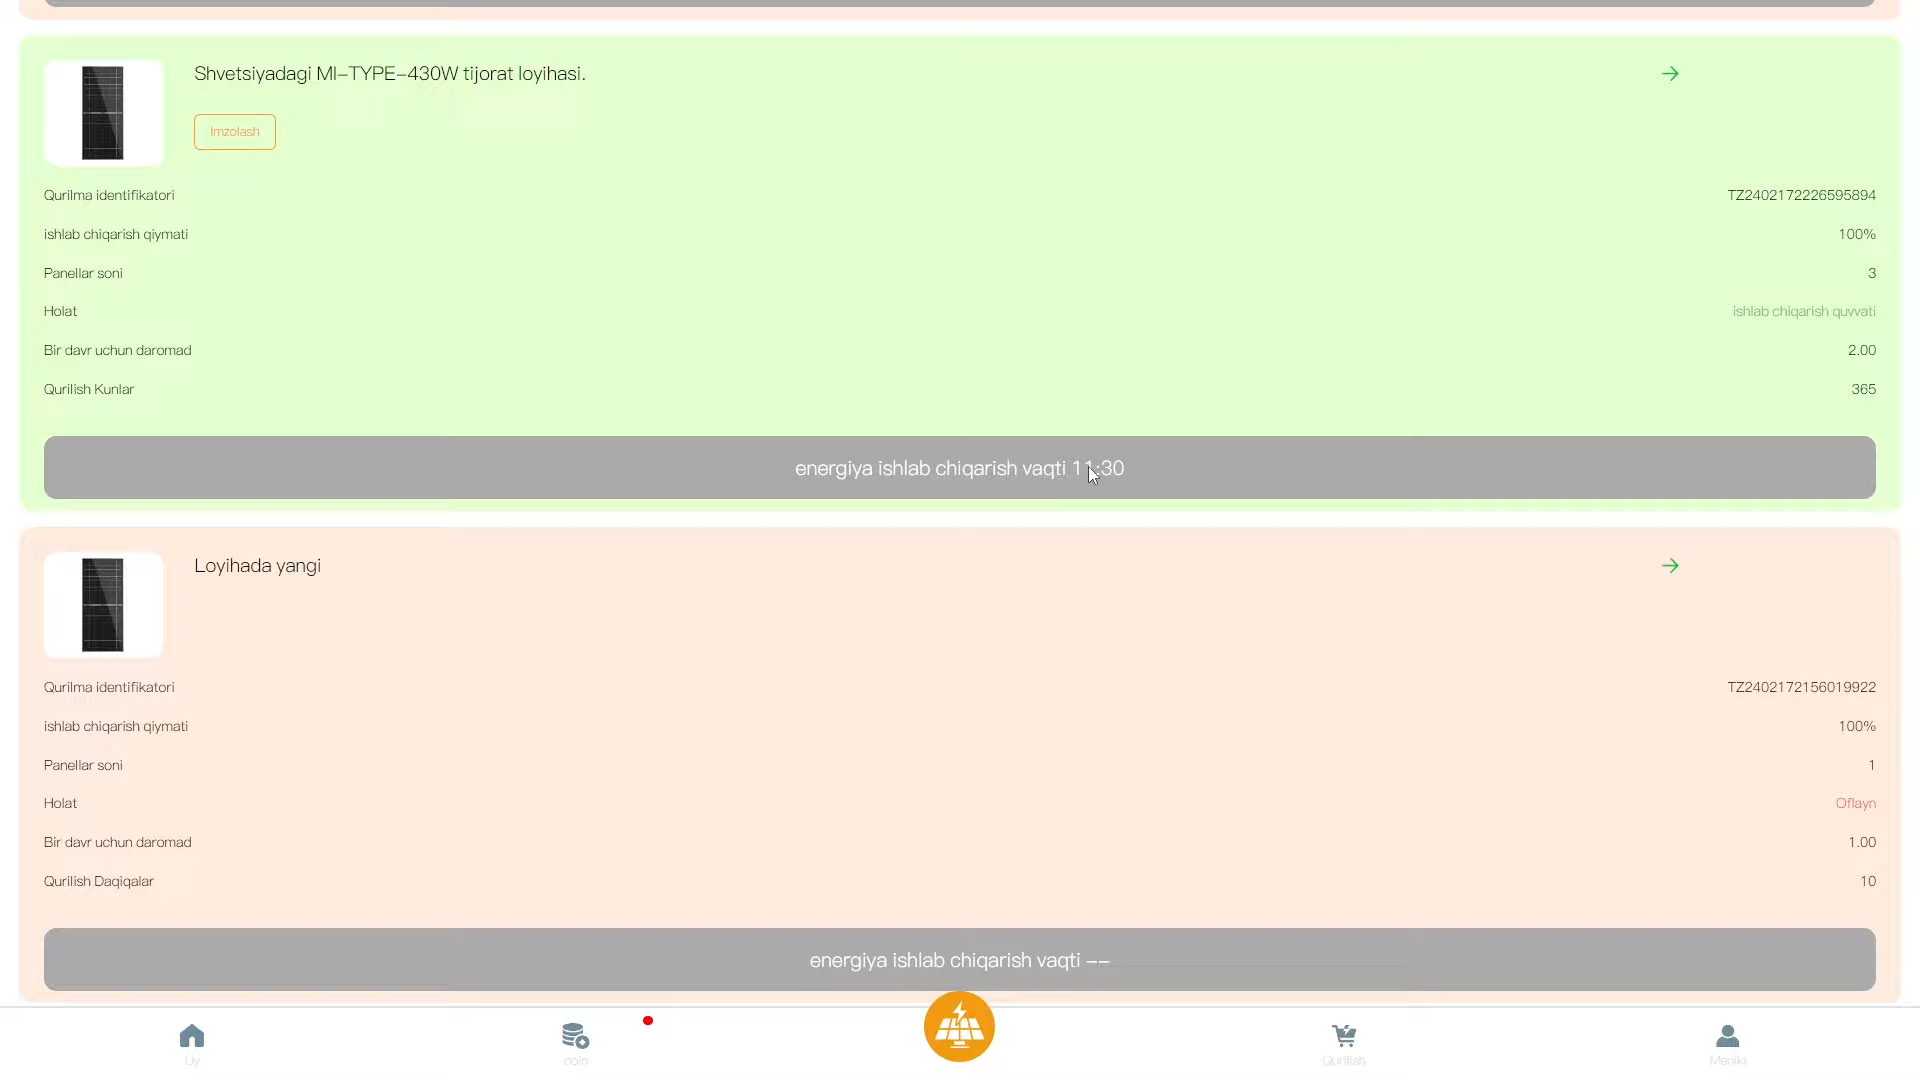 Shvetsiyadagi MI-TYPE-430W tijorat loyihasi.
Imzolash
Qurilma identifikatori TZ2402172226595894
ishlab chiqarish qiymati 100%
Panellar soni 3
Holat ishlab chiqarish quvvati
Bir davr uchun daromad 2.00
Qurilish Kunlar 365
energiya ishlab chiqarish vaqti 11:30
Loyihada yangi
Qurilma identifikatori TZ2402172156019922
ishlab chiqarish qiymati 100%
Panellar soni 1
Holat Oflayn
Bir davr uchun daromad 1.00
Qurilish Daqiqalar 10
energiya ishlab chiqarish vaqti --
Uy coin Qurilish Meniki